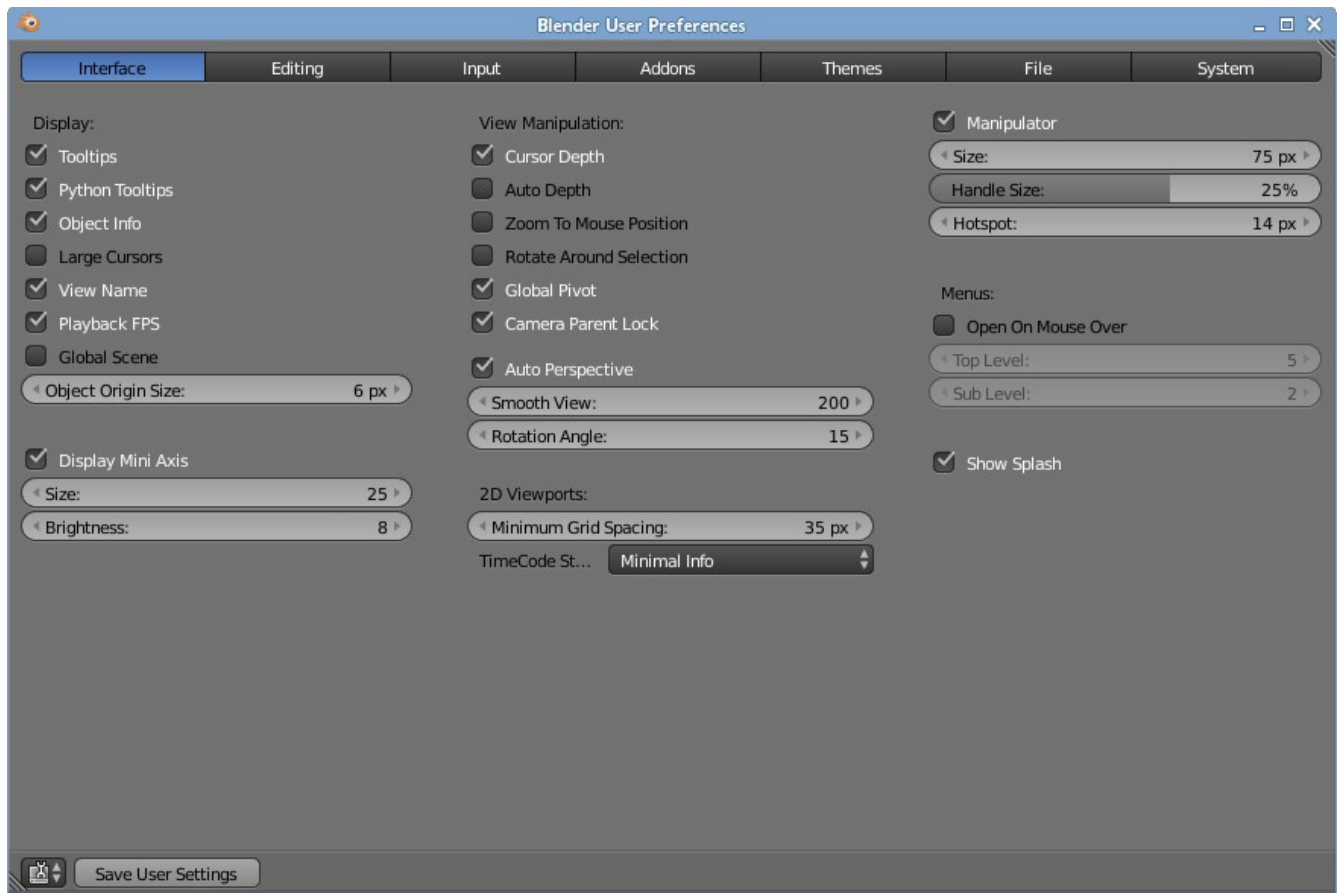 Blender User Preferences
Interface Editing Input Addons Themes File System
Display:
Tooltips
Python Tooltips
Object Info
Large Cursors
View Name
Playback FPS
Global Scene
Object Origin Size: 6 px
Display Mini Axis
Size: 25
Brightness: 8
View Manipulation:
Cursor Depth
Auto Depth
Zoom To Mouse Position
Rotate Around Selection
Global Pivot
Camera Parent Lock
Auto Perspective
Smooth View: 200
Rotation Angle: 15
2D Viewports:
Minimum Grid Spacing: 35 px
TimeCode St... Minimal Info
Manipulator
Size: 75 px
Handle Size: 25%
Hotspot: 14 px
Menus:
Open On Mouse Over
Top Level: 5
Sub Level: 2
Show Splash
Save User Settings